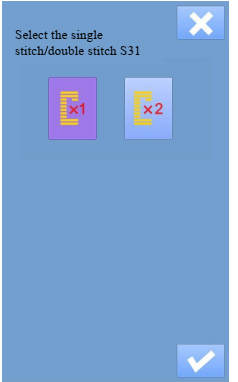 Select the single
stitch/double stitch S31
×1 ×2